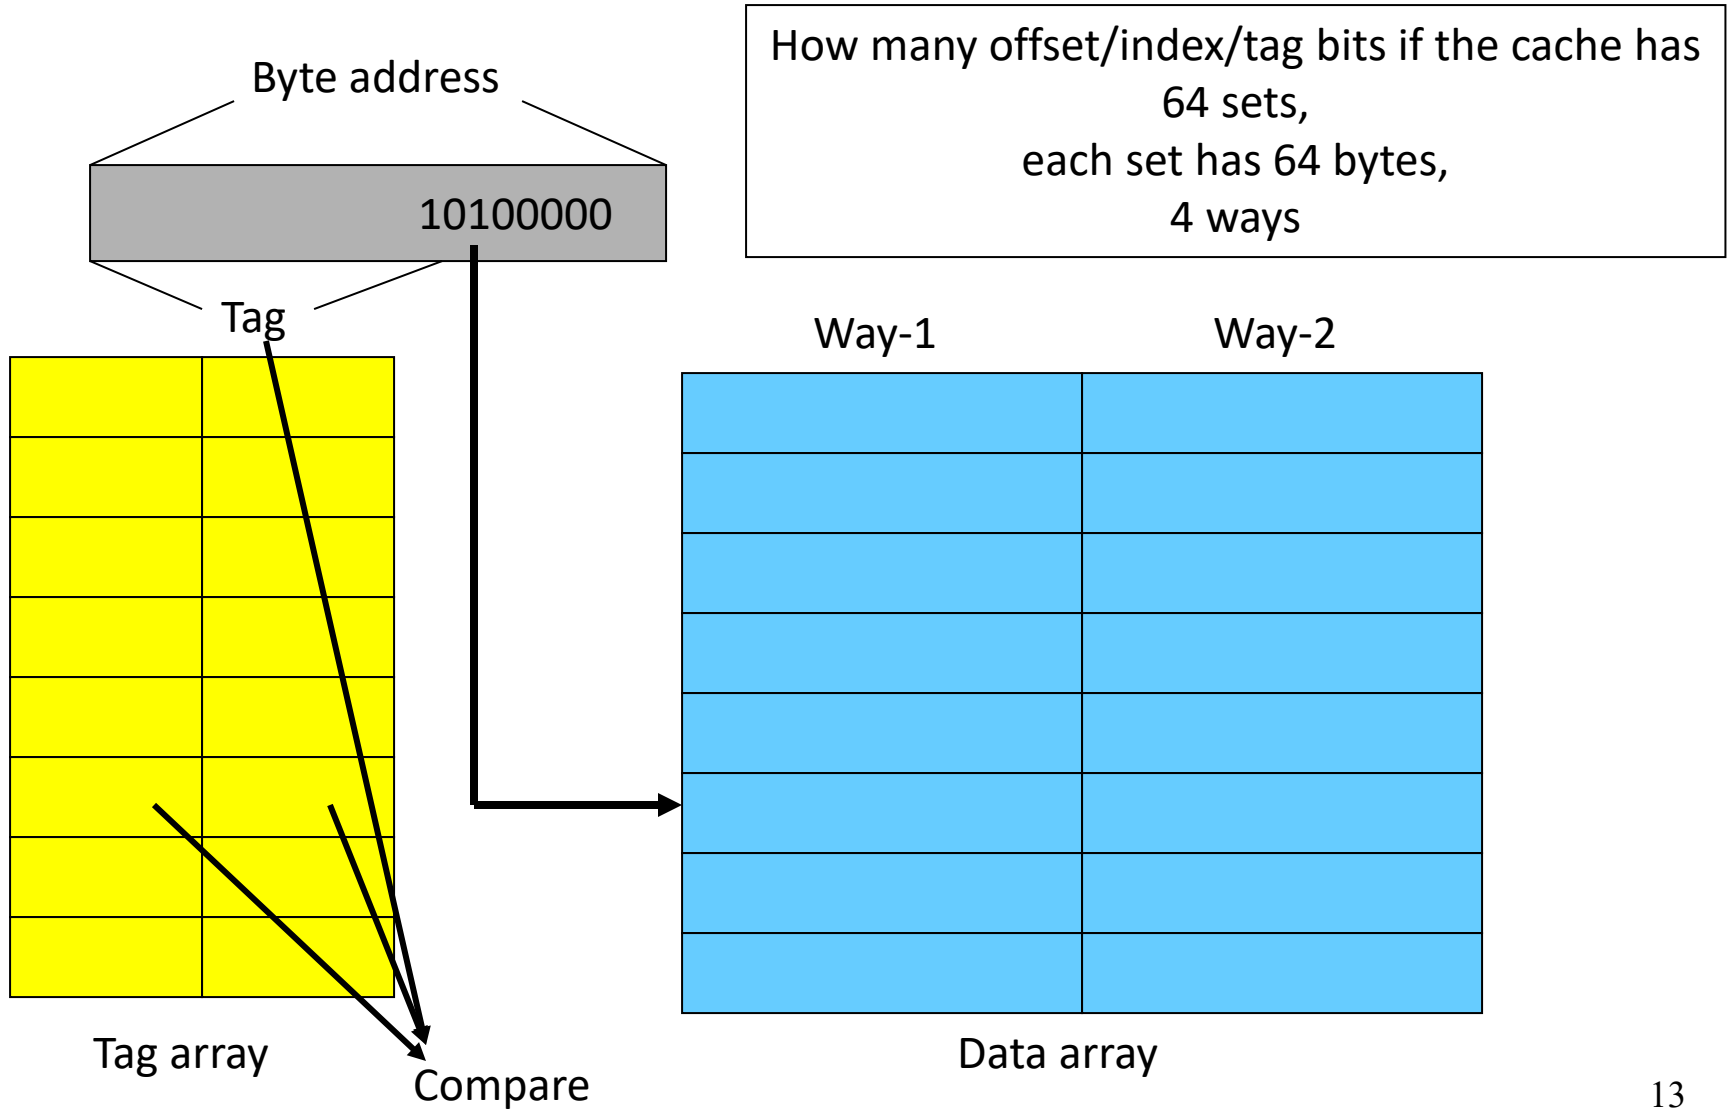 How many offset/index/tag bits if the cache has
64 sets,
each set has 64 bytes,
4 ways
Byte address
10100000
Tag
Way-1
Way-2
Tag array
Data array
Compare
13